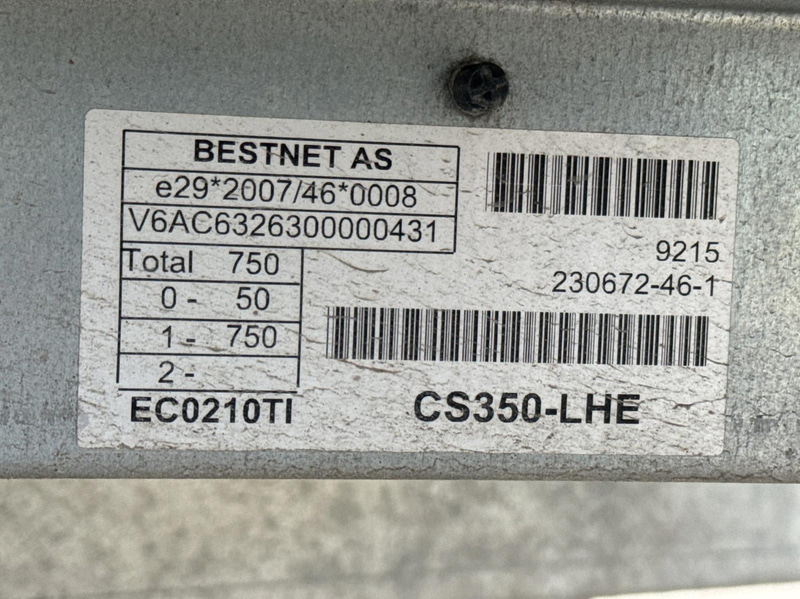 BESTNET AS
e29*2007/46*0008
V6AC6326300000431
Total 750
0 - 50
1 - 750
2 -
EC0210TI
9215
230672-46-1
CS350-LHE